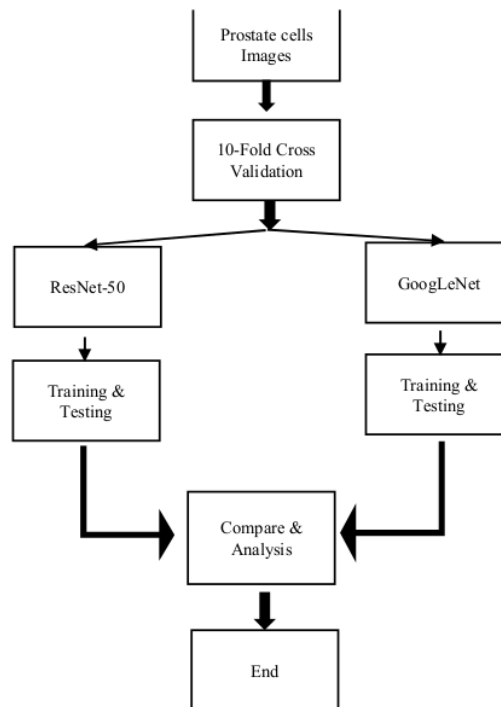 Prostate cells
Images
10-Fold Cross
Validation
ResNet-50
GoogLeNet
Training &
Testing
Training &
Testing
Compare &
Analysis
End